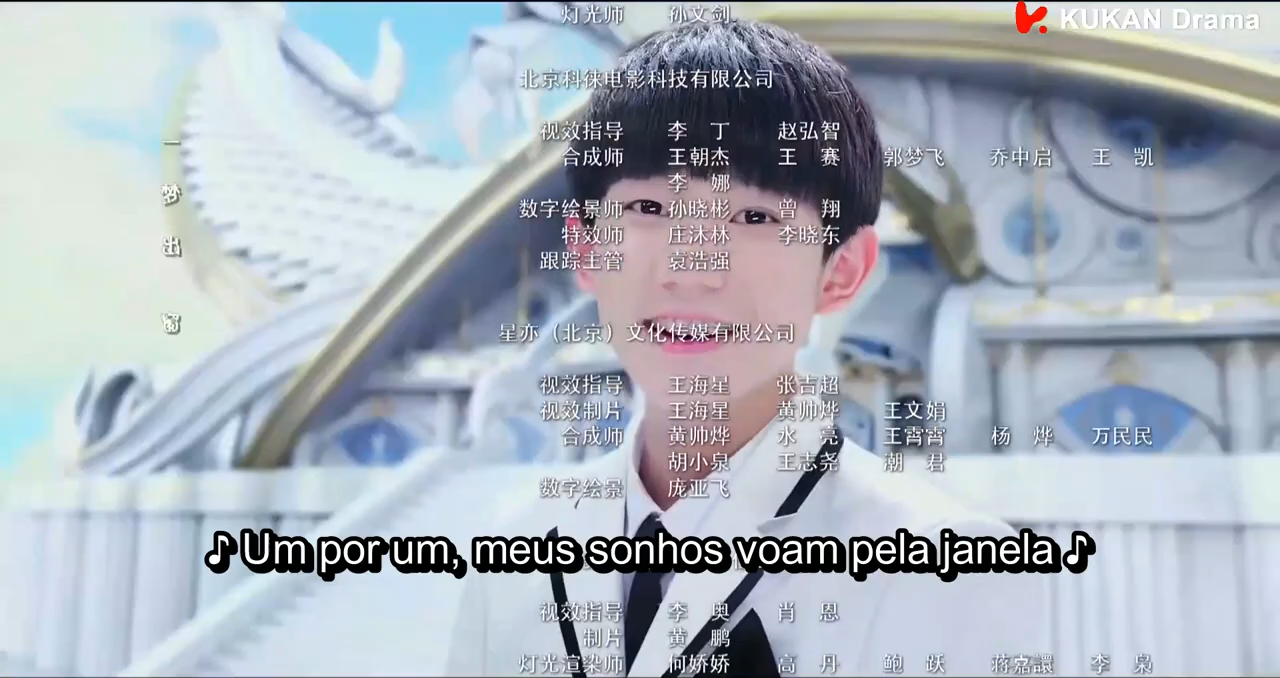 灯光师 孙文剑
KUKAN Drama
北京科徕电影科技有限公司
视效指导 李 丁 赵弘智
合成师 王朝杰 王 赛 郭梦飞 乔中启 王 凯
李 娜
数字绘景师 孙晓彬 曾 翔
特效师 庄沐林 李晓东
跟踪主管 袁浩强
一梦出
星亦（北京）文化传媒有限公司
视效指导 王海星 张吉超
视效制片 王海星 黄帅烨 王文娟
合成师 黄帅烨 水 亮 王霄霄 杨 烨 万民民
胡小泉 王志尧 潮 君
数字绘景 庞亚飞
♪ Um por um, meus sonhos voam pela janela ♪
视效指导 李 奥 肖 恩
制片 黄 鹏
灯光渲染师 何娇娇 高 丹 鲍 跃 蒋嘉譞 李 枭